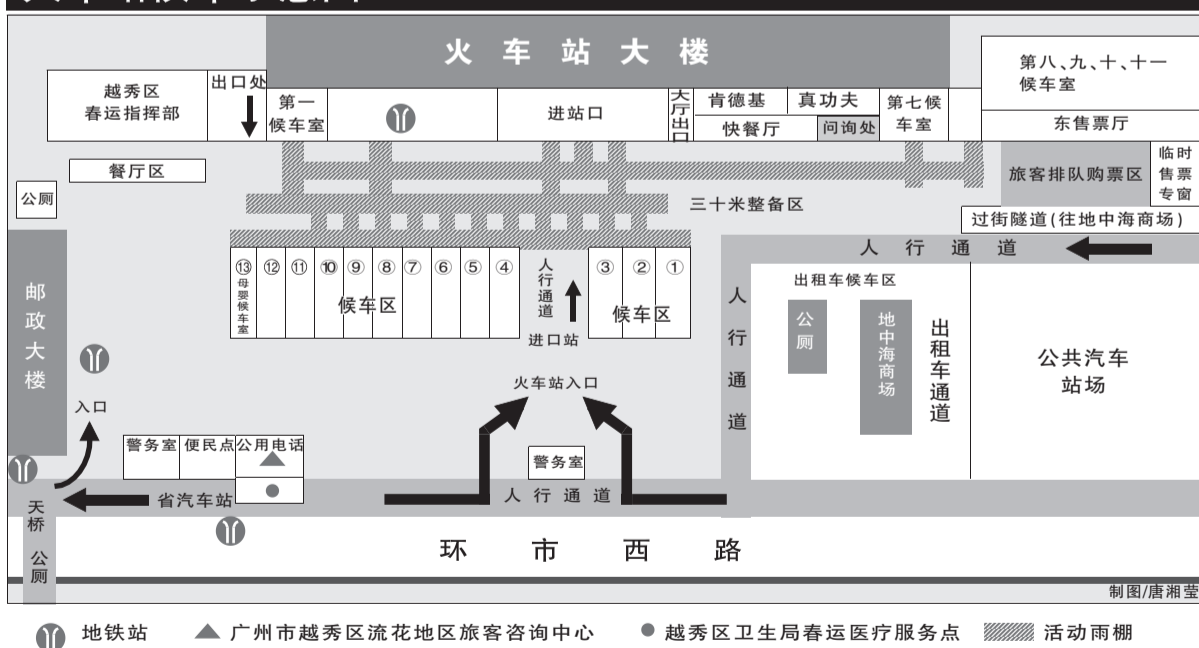 火车站大楼
越秀区
春运指挥部
出口处
第一
候车室
进站口
大厅出口
肯德基
真功夫
快餐厅
问询处
第七候
车室
第八、九、十、十一
候车室
东售票厅
餐厅区
公厕
旅客排队购票区
临时
售票
专窗
三十米整备区
过街隧道(往地中海商场)
人行通道
邮政大楼
⑬
母婴候车室
⑫
⑪
⑩
⑨
⑧
⑦
⑥
⑤
④
候车区
人行通道
进口站
③
②
①
候车区
人行通道
出租车候车区
公厕
地中海商场
出租车通道
公共汽车
站场
火车站入口
入口
警务室
便民点
公用电话
警务室
省汽车站
人行通道
天桥
公厕
环市西路
制图/唐湘莹
地铁站
广州市越秀区流花地区旅客咨询中心
越秀区卫生局春运医疗服务点
活动雨棚